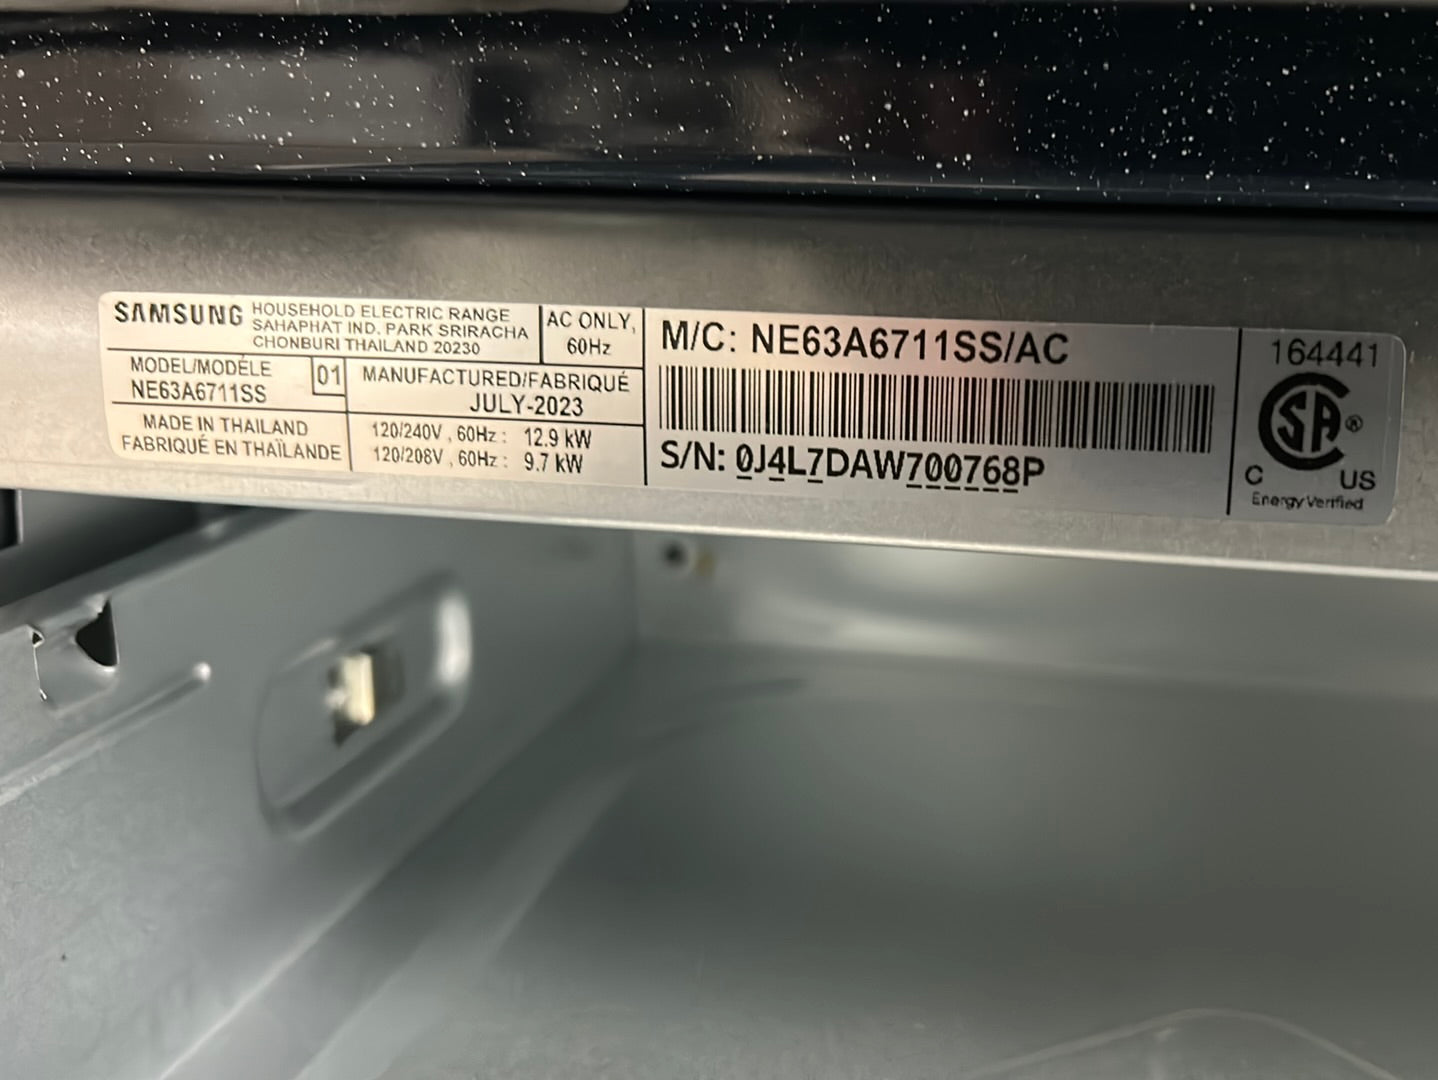 SAMSUNG
HOUSEHOLD ELECTRIC RANGE
SAHAPHAT IND. PARK SRIRACHA
CHONBURI THAILAND 20230
AC ONLY,
60Hz
MODEL/MODÉLE
NE63A6711SS
01
MANUFACTURED/FABRIQUÉ
JULY-2023
MADE IN THAILAND
FABRIQUÉ EN THAÏLANDE
120/240V , 60Hz : 12.9 kW
120/208V , 60Hz : 9.7 kW
M/C: NE63A6711SS/AC
S/N: 0J4L7DAW700768P
164441
SA ®
C US
Energy Verified